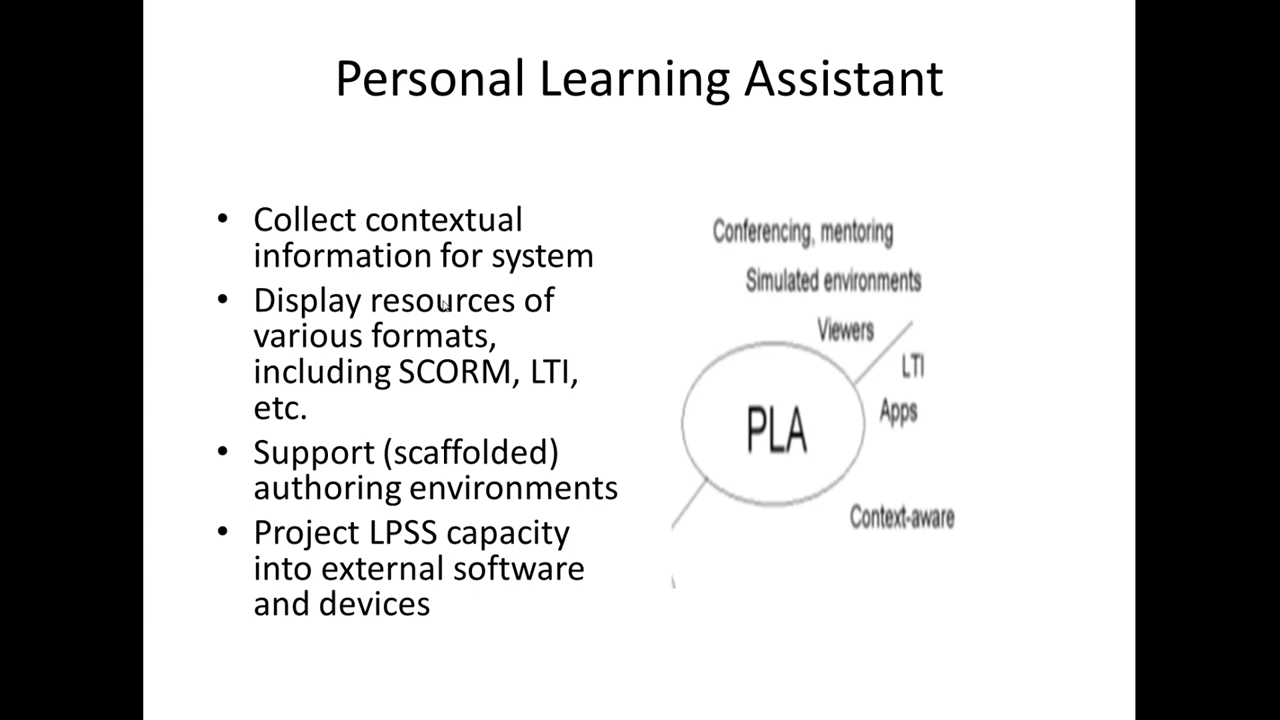 Personal Learning Assistant
• Collect contextual
information for system
• Display resources of
various formats,
including SCORM, LTI,
etc.
• Support (scaffolded)
authoring environments
• Project LPSS capacity
into external software
and devices
Conferencing, mentoring
Simulated environments
Viewers
LTI
Apps
PLA
Context-aware